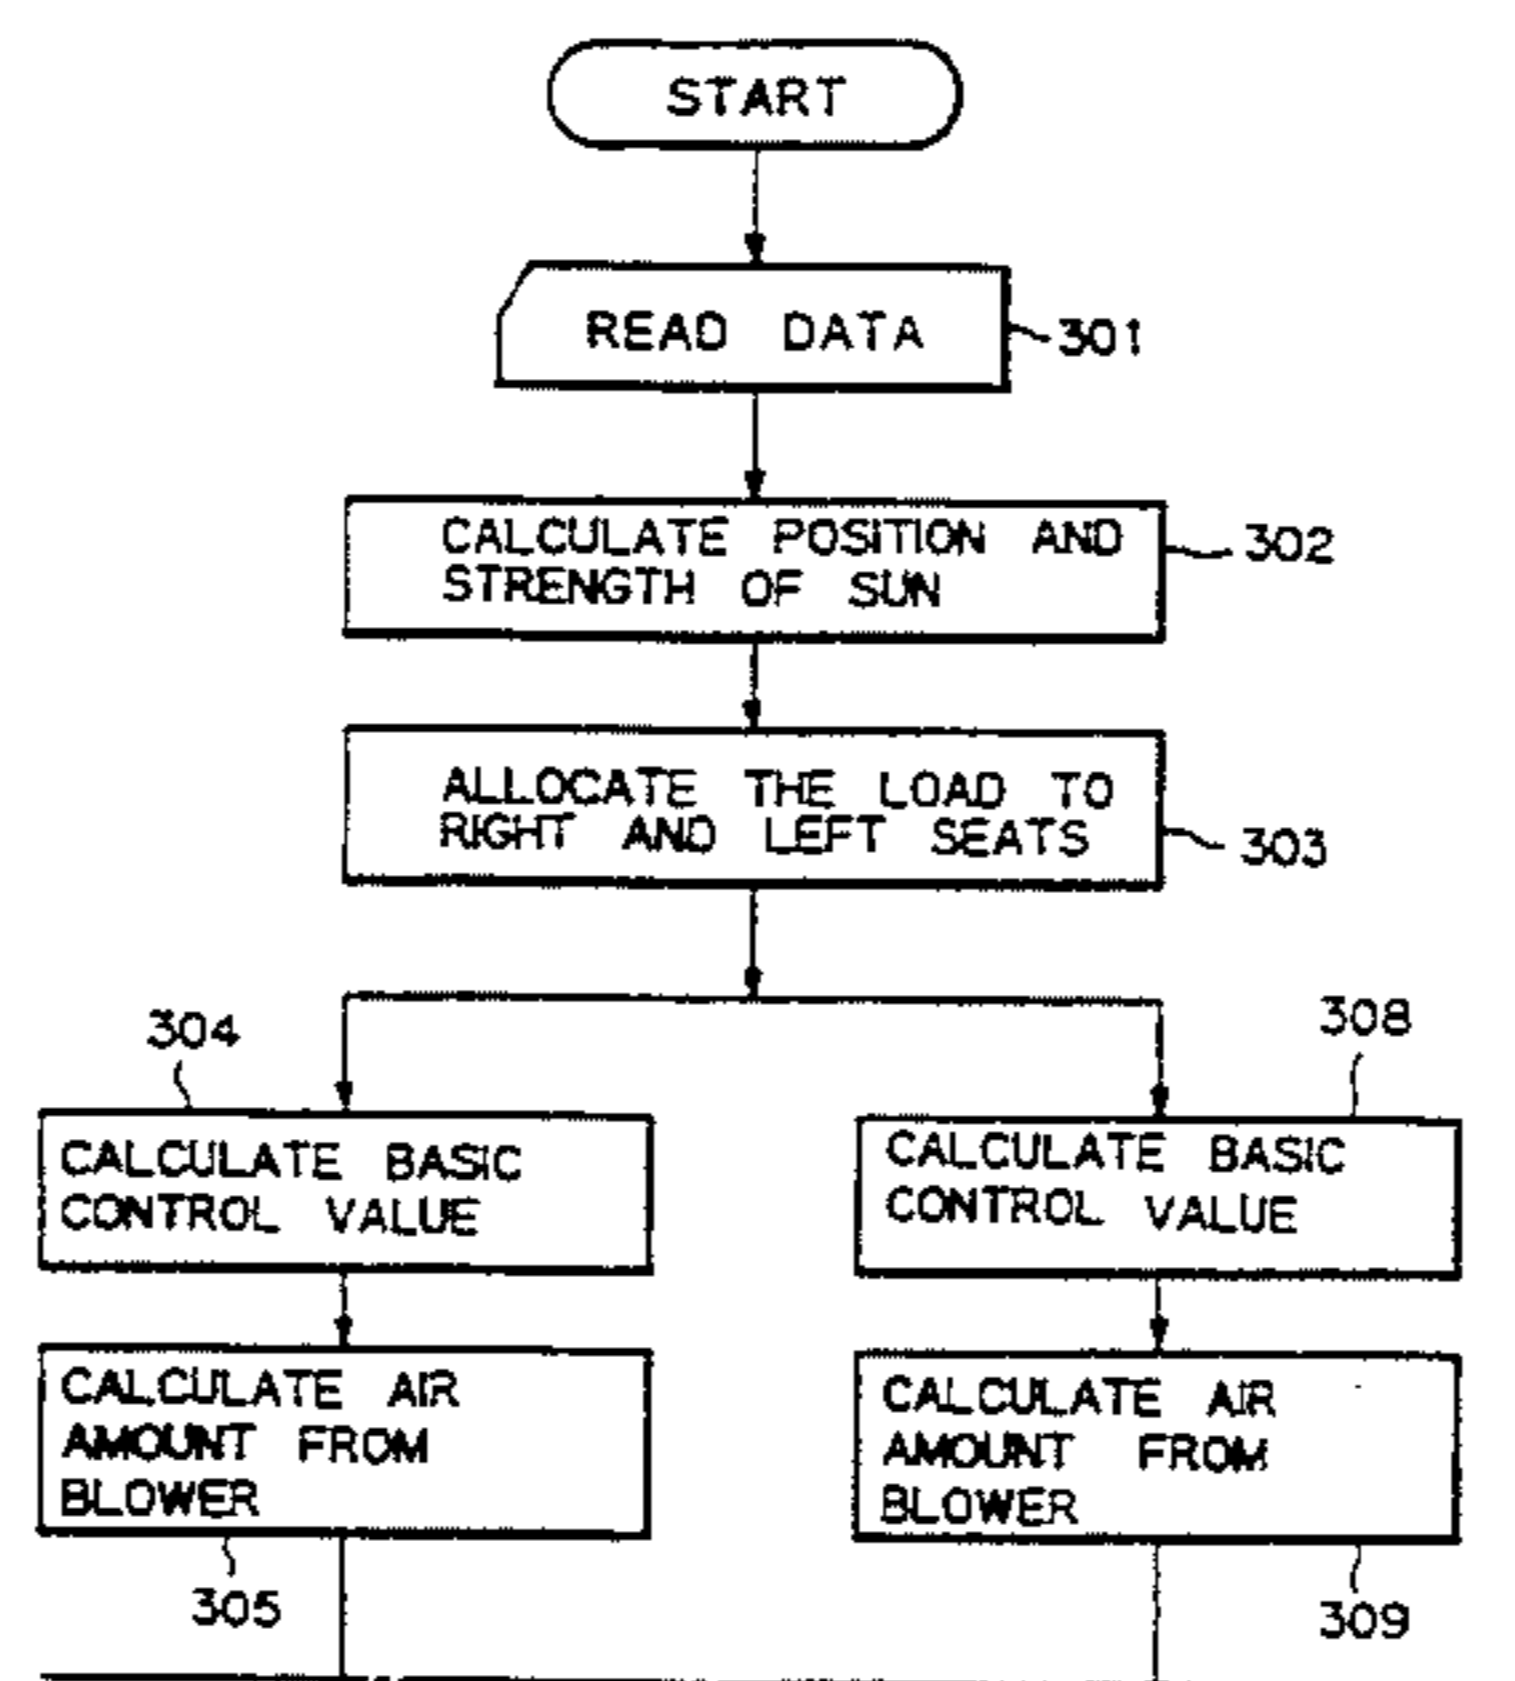 START
READ DATA
301
CALCULATE POSITION AND
STRENGTH OF SUN
302
ALLOCATE THE LOAD TO
RIGHT AND LEFT SEATS
303
304
CALCULATE BASIC
CONTROL VALUE
308
CALCULATE BASIC
CONTROL VALUE
CALCULATE AIR
AMOUNT FROM
BLOWER
305
CALCULATE AIR
AMOUNT FROM
BLOWER
309